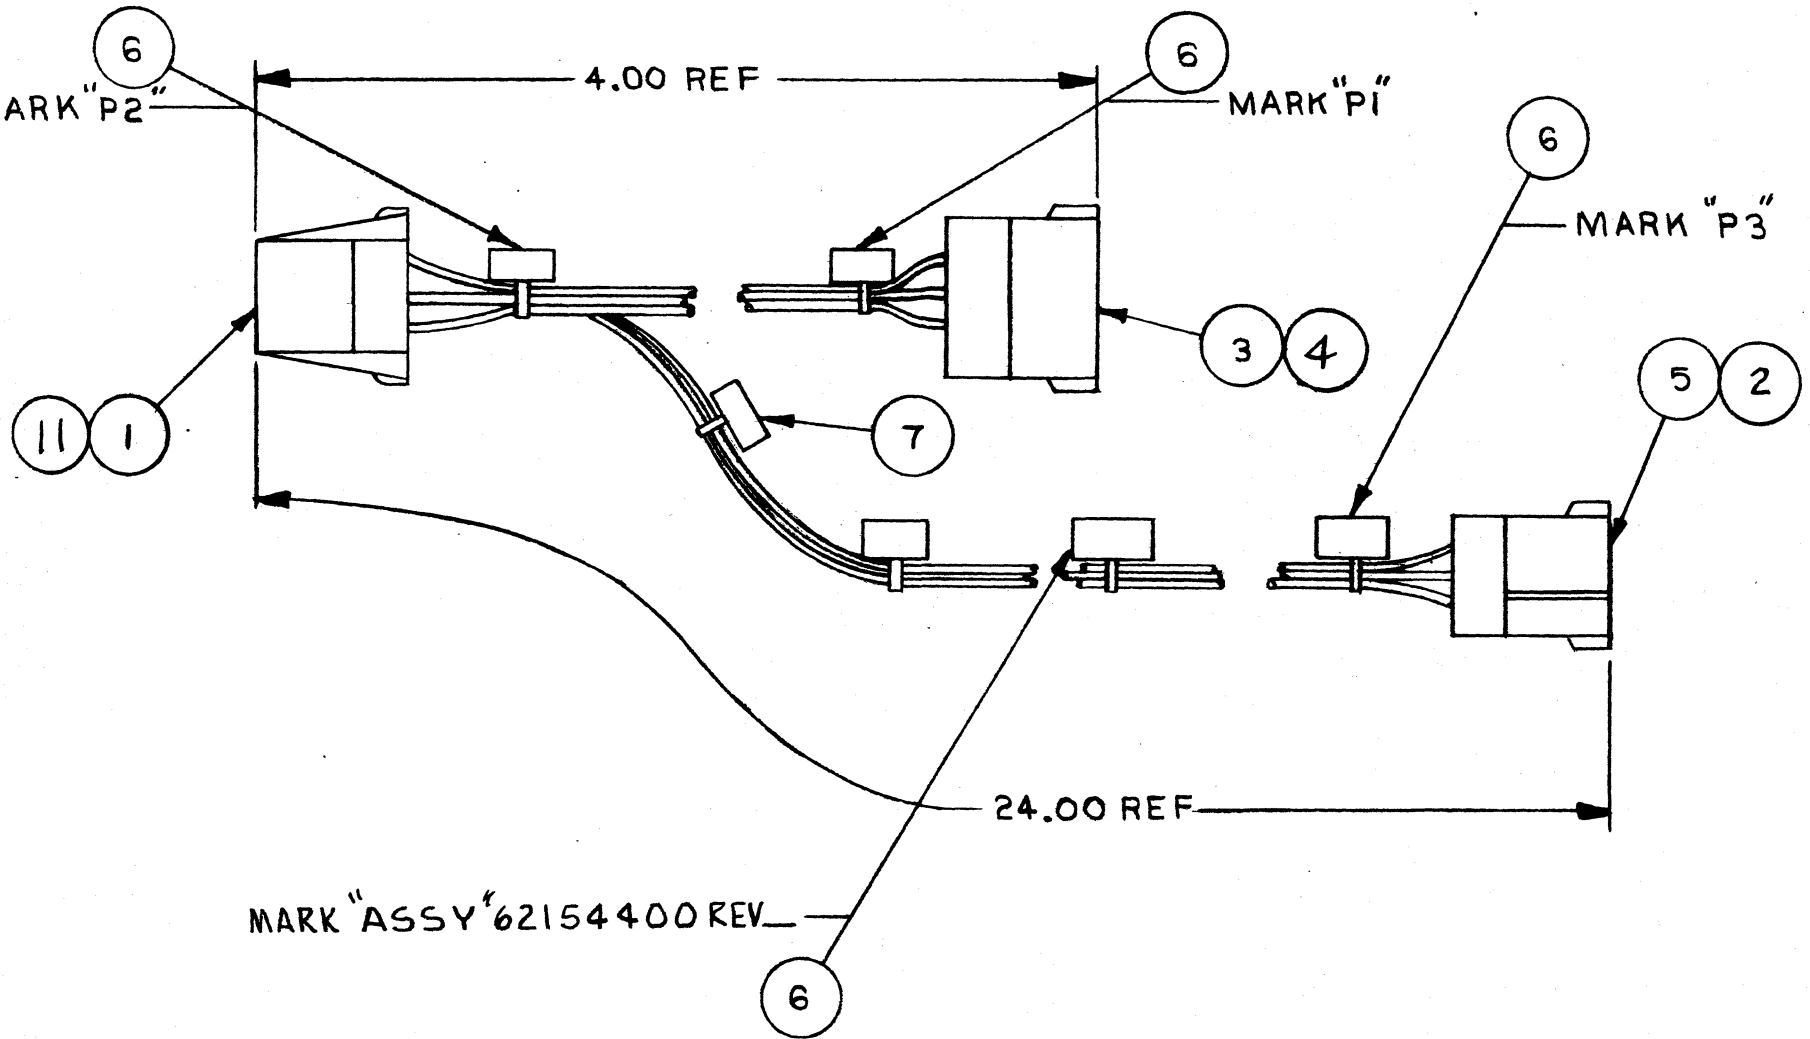 6
6
4.00 REF
ARK "P2"
MARK "P1"
6
MARK "P3"
3 4
5 2
11 1
7
24.00 REF
MARK "ASSY" 62154400 REV__
6